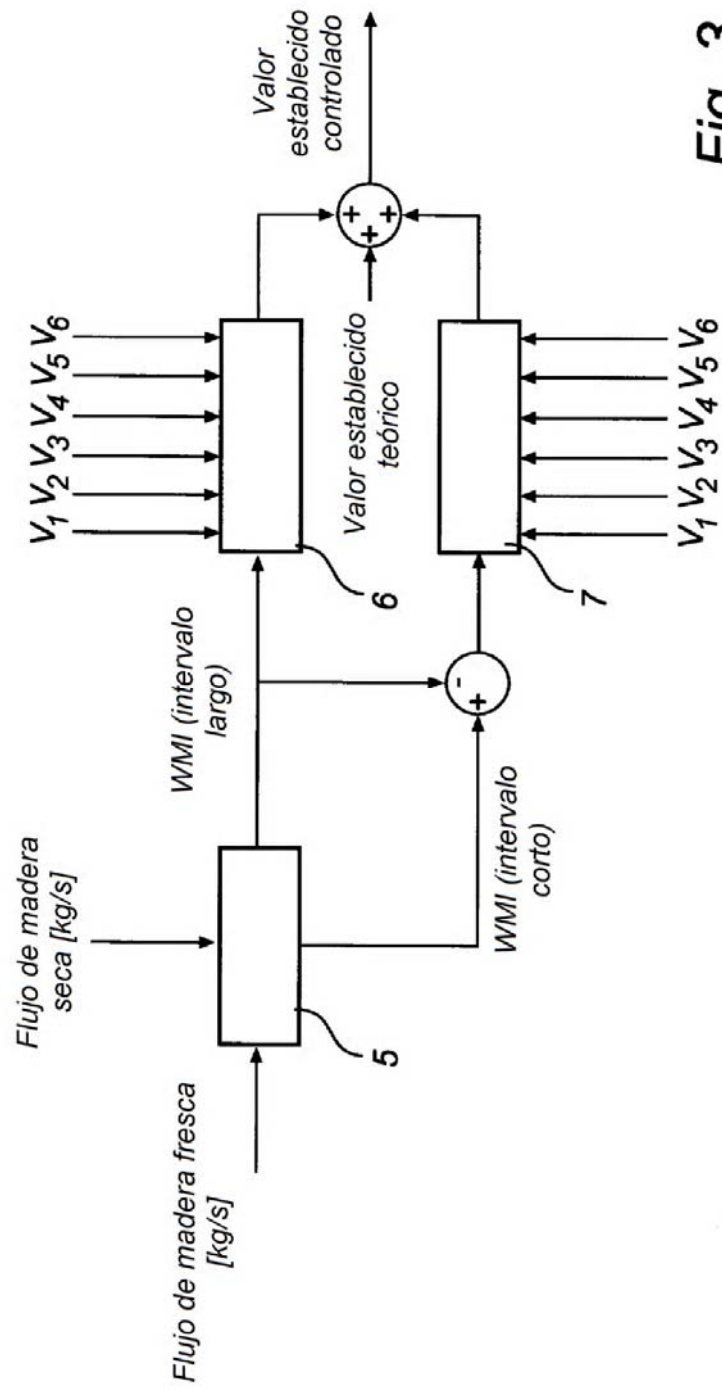 Fig. 3
Flujo de madera fresca
[kg/s]
Flujo de madera
seca [kg/s]
5
WMI (intervalo
largo)
WMI (intervalo
corto)
V1 V2 V3 V4 V5 V6
6
Valor establecido
teórico
7
V1 V2 V3 V4 V5 V6
+
-
+
+
+
Valor
establecido
controlado